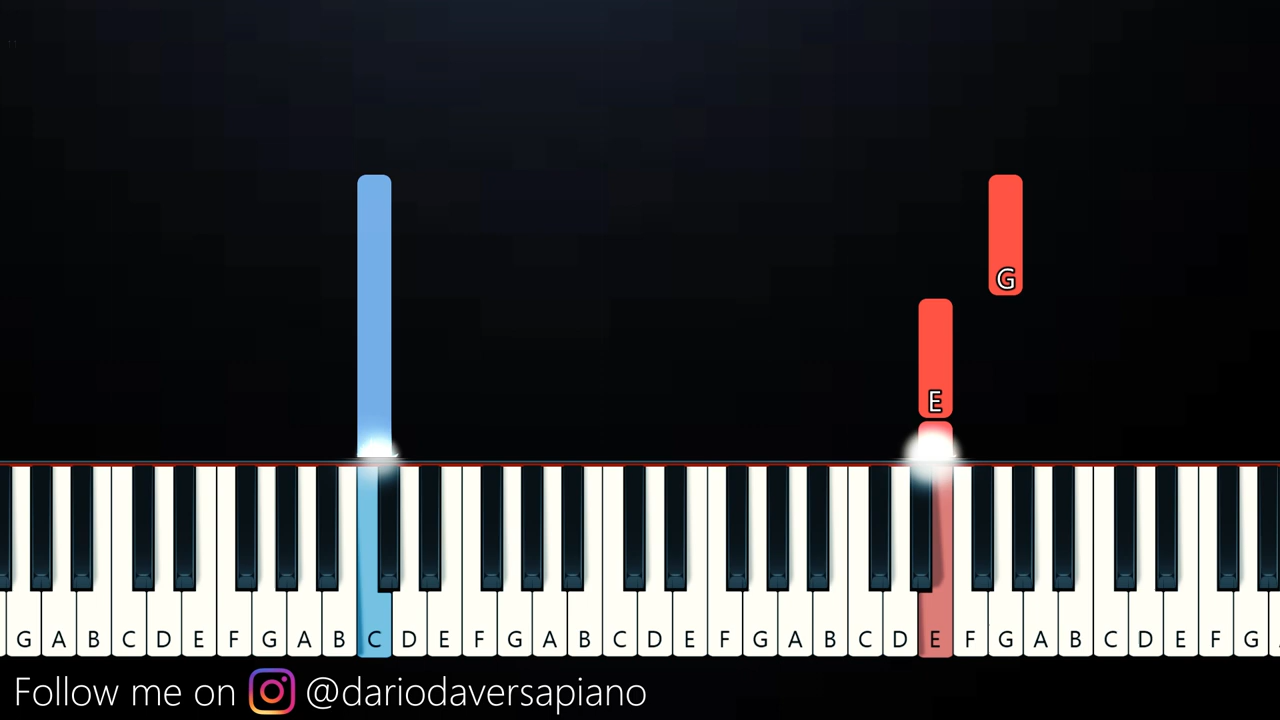 G
E
G A B C D E F G A B C D E F G A B C D E F G A B C D E F G A B C D E F G
Follow me on @dariodaversapiano